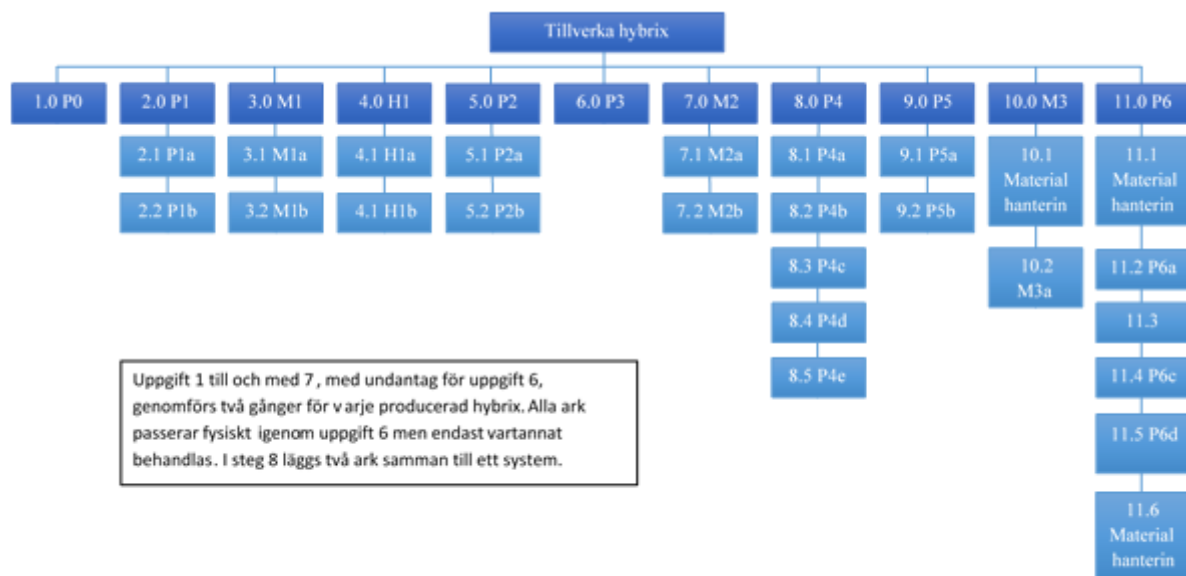 Tillverka hybrix
1.0 P0
2.0 P1
3.0 M1
4.0 H1
5.0 P2
6.0 P3
7.0 M2
8.0 P4
9.0 P5
10.0 M3
11.0 P6
2.1 P1a
3.1 M1a
4.1 H1a
5.1 P2a
7.1 M2a
8.1 P4a
9.1 P5a
10.1
Material
hanterin
11.1
Material
hanterin
2.2 P1b
3.2 M1b
4.1 H1b
5.2 P2b
7. 2 M2b
8.2 P4b
9.2 P5b
8.3 P4c
10.2
M3a
11.2 P6a
8.4 P4d
11.3
8.5 P4e
11.4 P6c
11.5 P6d
11.6
Material
hanterin
Uppgift 1 till och med 7 , med undantag för uppgift 6,
genomförs två gånger för v arje producerad hybrix. Alla ark
passerar fysiskt igenom uppgift 6 men endast vartannat
behandlas. I steg 8 läggs två ark samman till ett system.